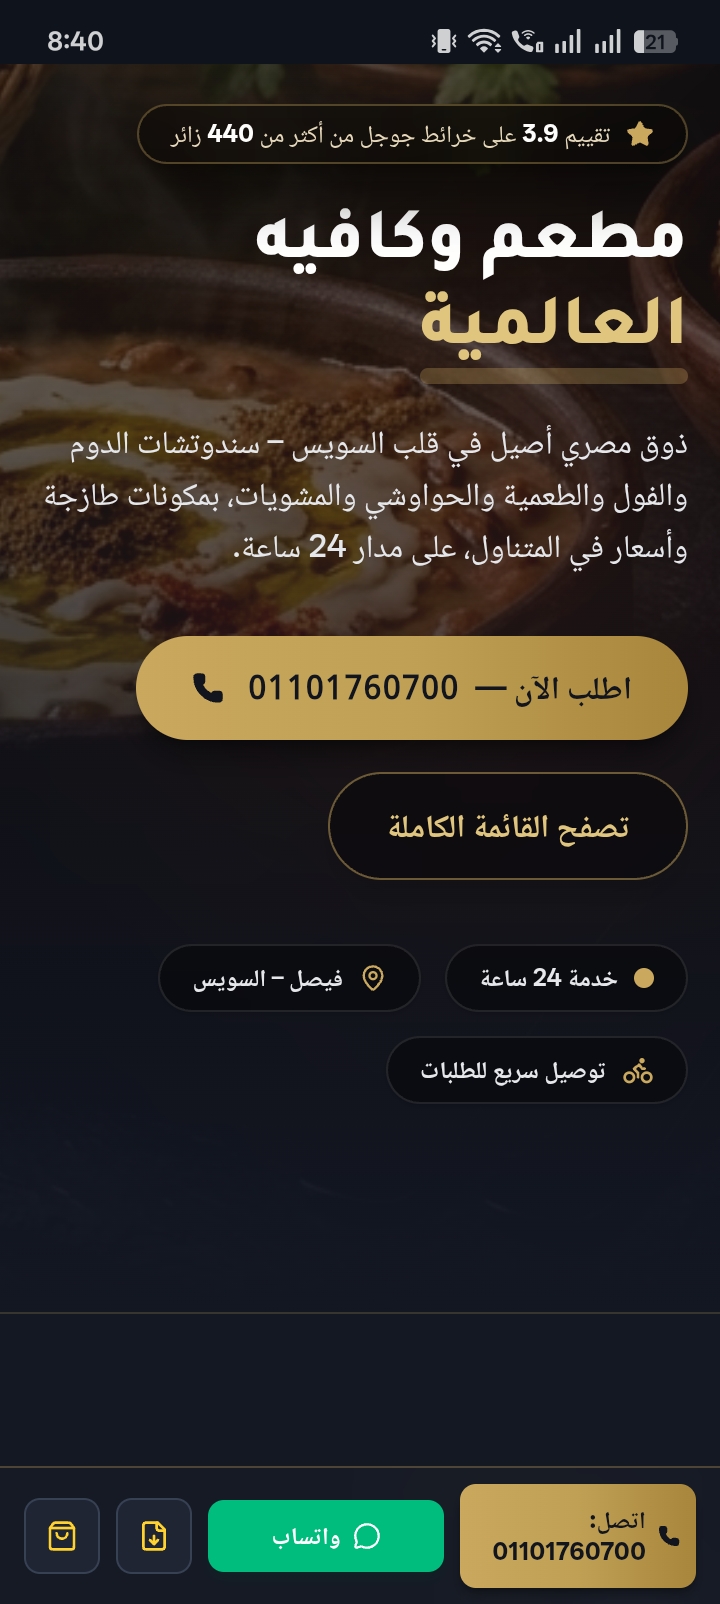 8:40
21
تقييم 3.9 على خرائط جوجل من أكثر من 440 زائر
مطعم وكافيه
العالمية
ذوق مصري أصيل في قلب السويس – سندوتشات الدوم
والفول والطعمية والحواوشي والمشويات، بمكونات طازجة
وأسعار في المتناول، على مدار 24 ساعة.
اطلب الآن — 01101760700
تصفح القائمة الكاملة
خدمة 24 ساعة
فيصل – السويس
توصيل سريع للطلبات
اتصل:
01101760700
واتساب